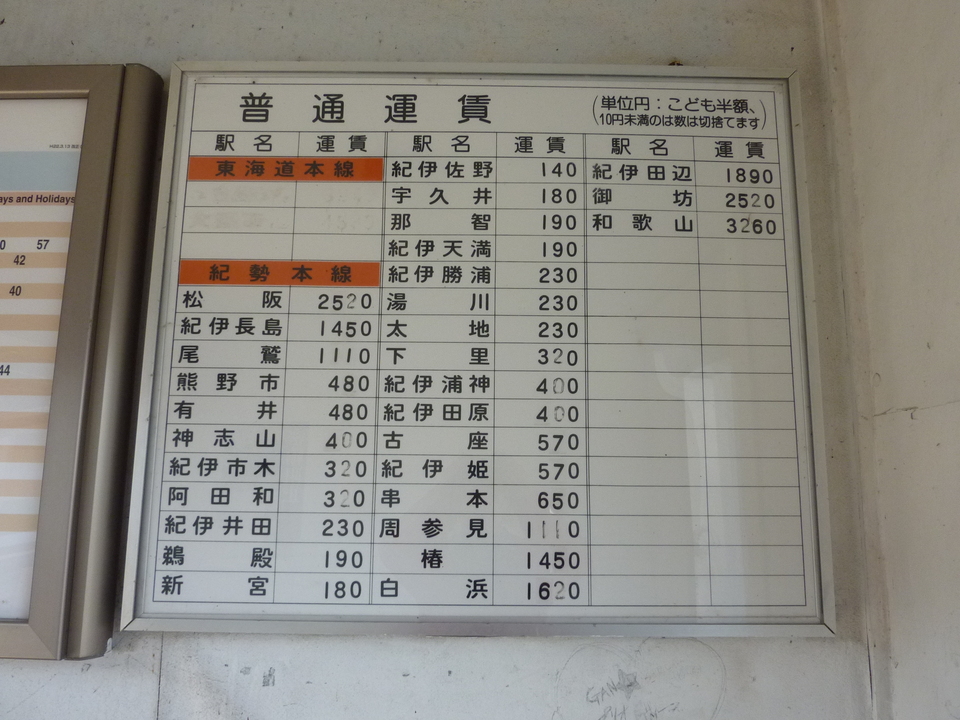 ays and Holidays
0 57
42
40
44
普通運賃
(単位円:こども半額、
10円未満のは数は切捨てます)
駅名 運賃 駅名 運賃 駅名 運賃
東海道本線 紀伊佐野 140 紀伊田辺 1890
宇久井 180 御坊 2520
那智 190 和歌山 3260
紀伊天満 190
紀勢本線 紀伊勝浦 230
松阪 2520 湯川 230
紀伊長島 1450 太地 230
尾鷲 1110 下里 320
熊野市 480 紀伊浦神 400
有井 480 紀伊田原 400
神志山 400 古座 570
紀伊市木 320 紀伊姫 570
阿田和 320 串本 650
紀伊井田 230 周参見 1110
鵜殿 190 椿 1450
新宮 180 白浜 1620